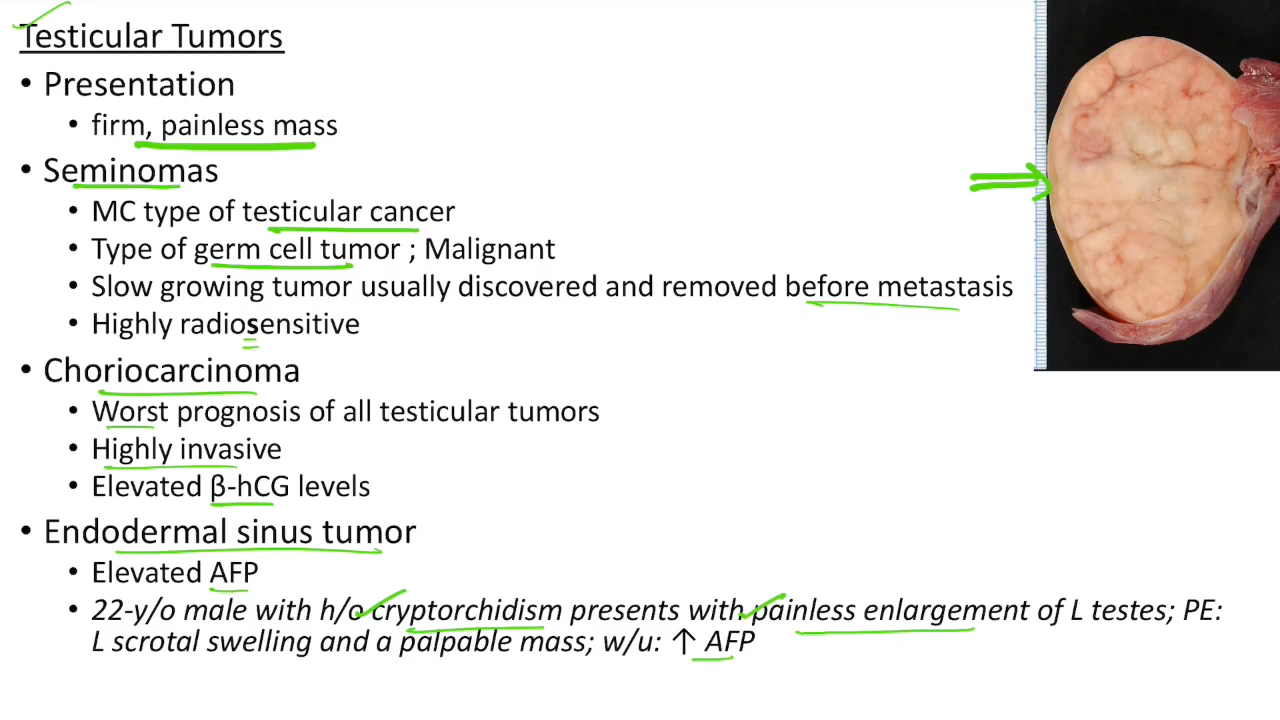 Testicular Tumors
• Presentation
• firm, painless mass
• Seminomas
• MC type of testicular cancer
• Type of germ cell tumor ; Malignant
• Slow growing tumor usually discovered and removed before metastasis
• Highly radiosensitive
• Choriocarcinoma
• Worst prognosis of all testicular tumors
• Highly invasive
• Elevated β-hCG levels
• Endodermal sinus tumor
• Elevated AFP
• 22-y/o male with h/o cryptorchidism presents with painless enlargement of L testes; PE:
L scrotal swelling and a palpable mass; w/u: ↑ AFP